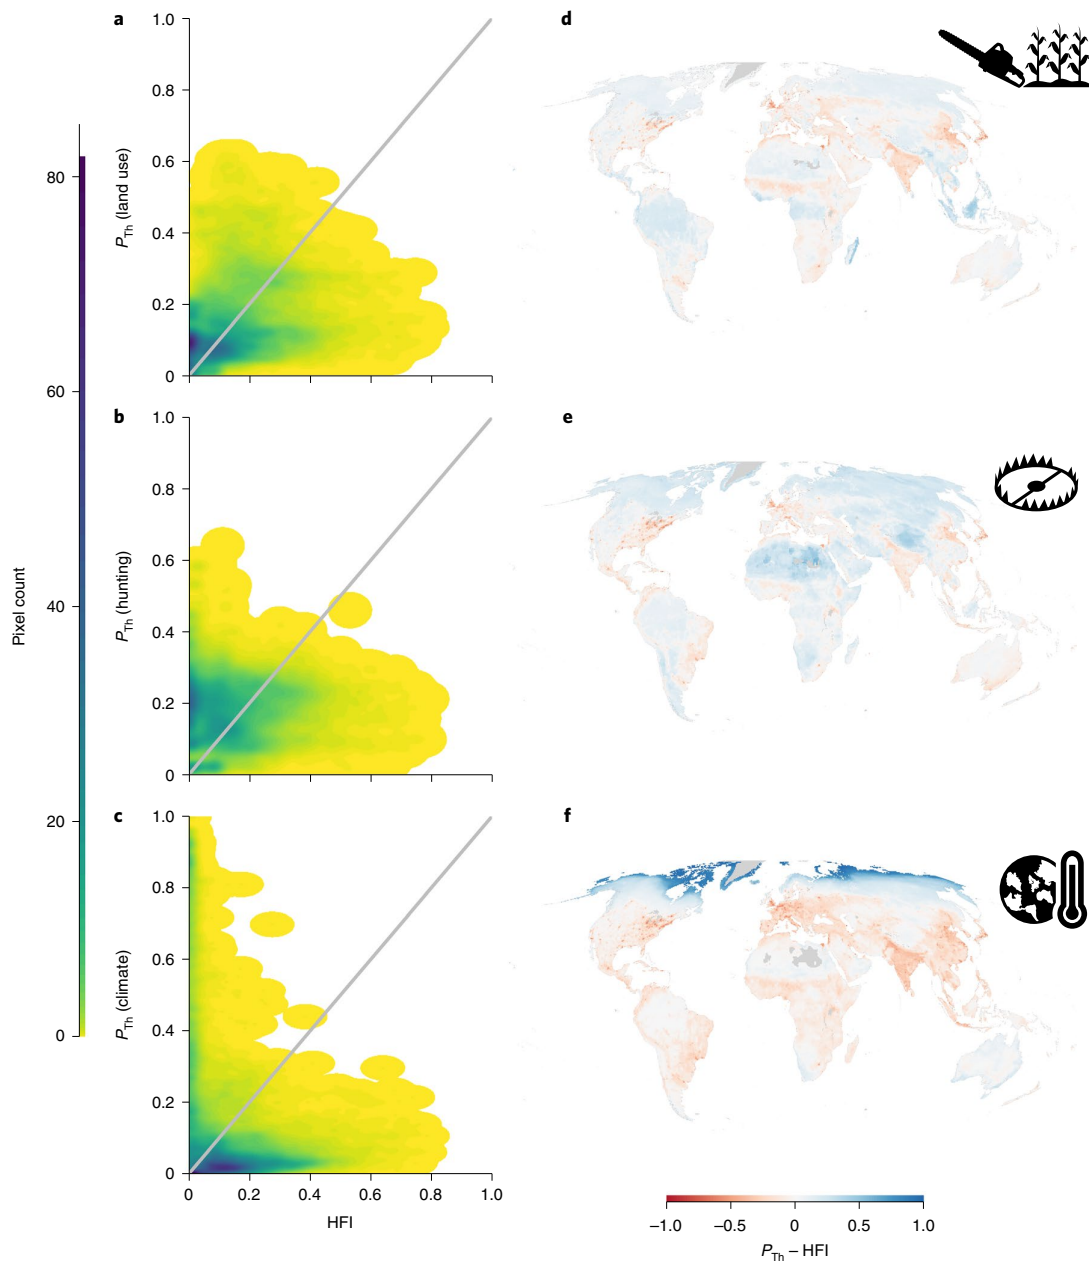 a
1.0
0.8
0.6
0.4
0.2
0
P_Th (land use)
d
b
1.0
0.8
0.6
0.4
0.2
0
P_Th (hunting)
e
c
1.0
0.8
0.6
0.4
0.2
0
P_Th (climate)
0 0.2 0.4 0.6 0.8 1.0
HFI
f
80
60
40
20
0
Pixel count
–1.0 –0.5 0 0.5 1.0
P_Th – HFI